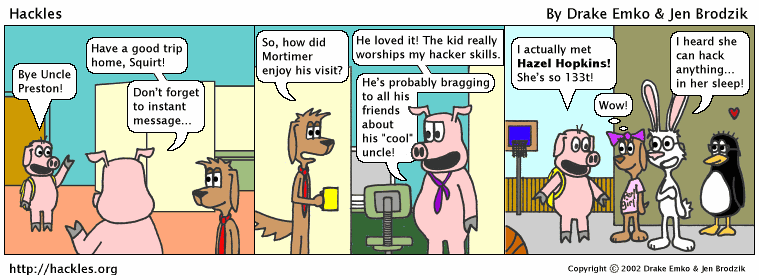 Hackles
By Drake Emko & Jen Brodzik
Bye Uncle
Preston!
Have a good trip
home, Squirt!
Don't forget
to instant
message...
So, how did
Mortimer
enjoy his visit?
He loved it! The kid really
worships my hacker skills.
He's probably bragging
to all his
friends
about
his "cool"
uncle!
I actually met
Hazel Hopkins!
She's so 133t!
Wow!
I heard she
can hack
anything...
in her sleep!
http://hackles.org
Copyright © 2002 Drake Emko & Jen Brodzik